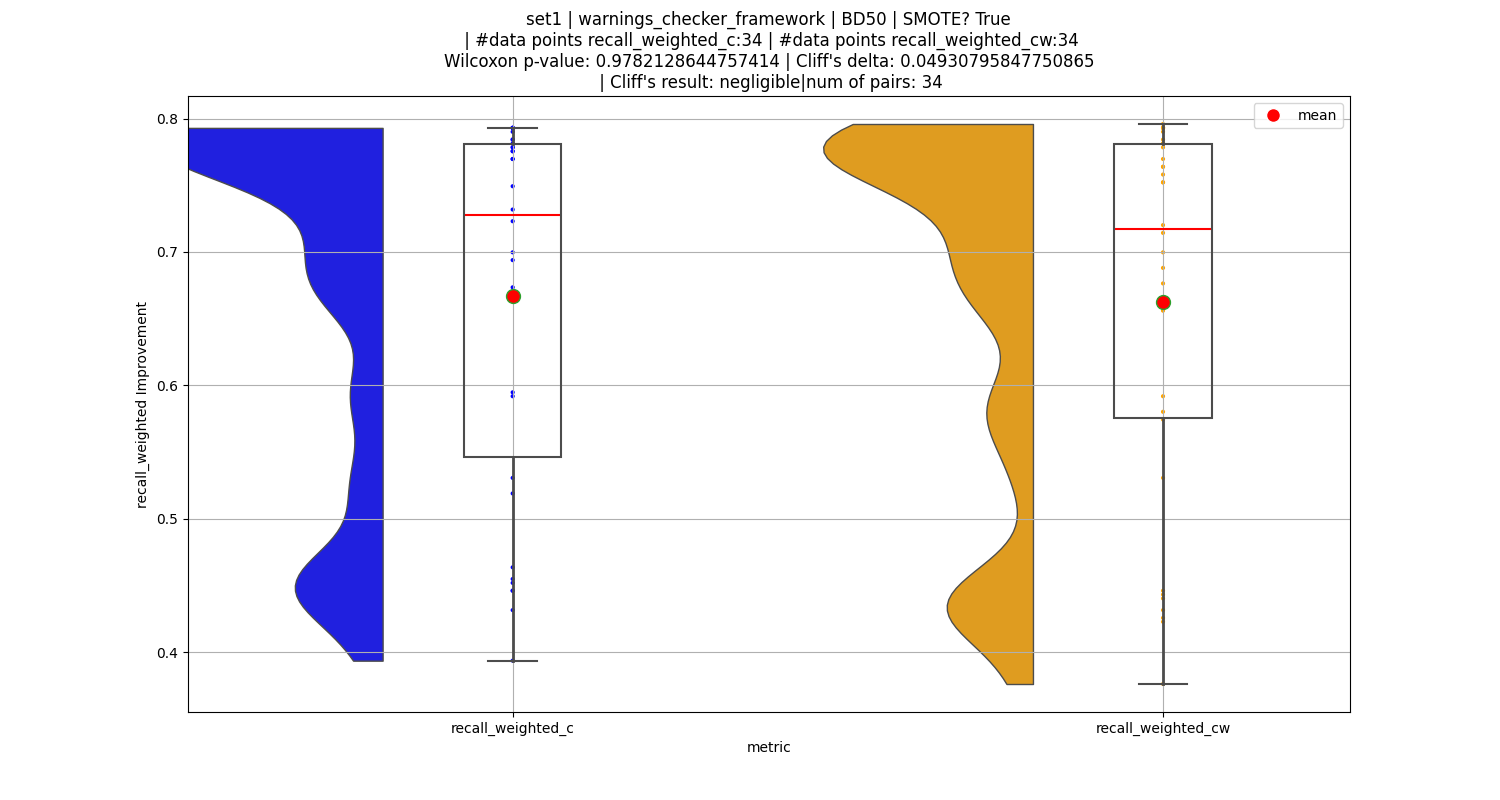 set1 | warnings_checker_framework | BD50 | SMOTE? True
| #data points recall_weighted_c:34 | #data points recall_weighted_cw:34
Wilcoxon p-value: 0.9782128644757414 | Cliff's delta: 0.04930795847750865
| Cliff's result: negligible|num of pairs: 34
mean
0.8
0.7
0.6
0.5
0.4
recall_weighted Improvement
recall_weighted_c
recall_weighted_cw
metric